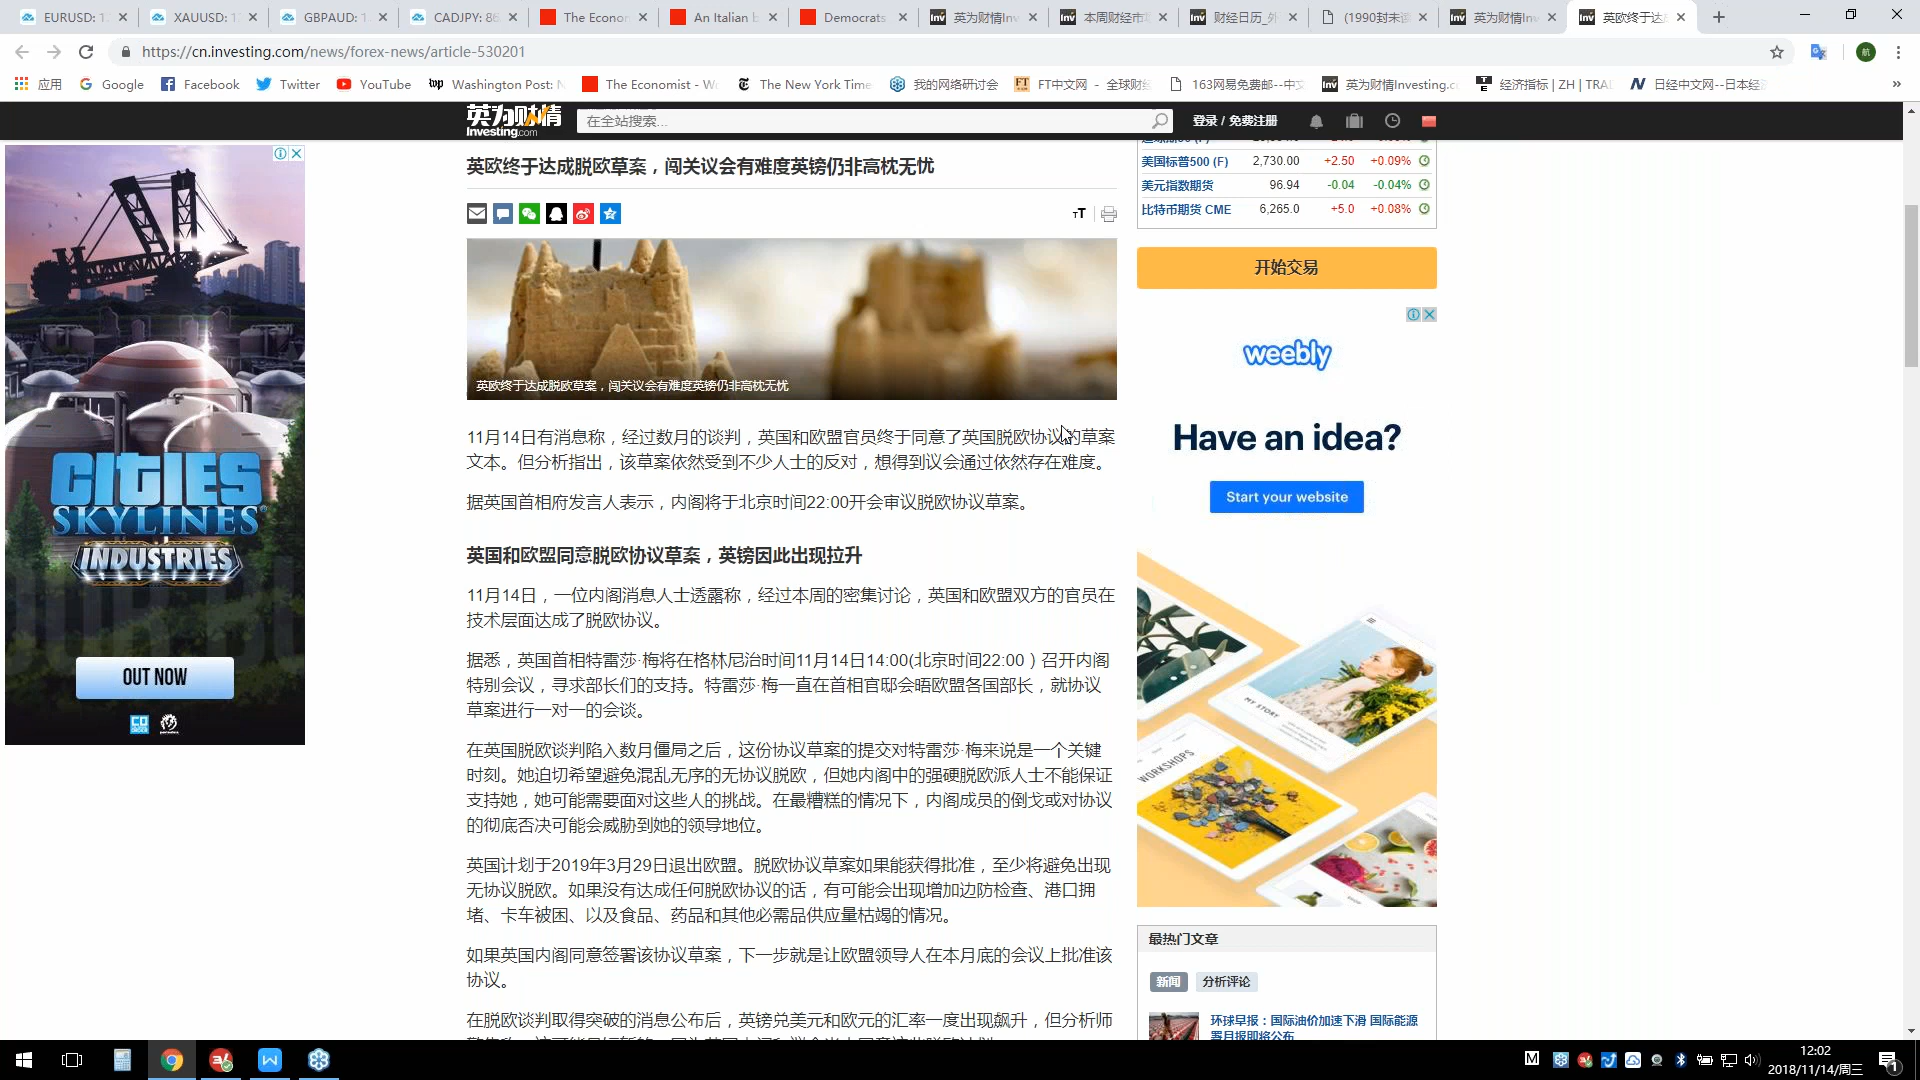 EURUSD: 1.
XAUUSD: 1
GBPAUD: 1.
CADJPY: 86
The Econor
An Italian b
Democrats
英为财情Inv
本周财经市
财经日历_外
(1990封未读
英为财情Inv
英欧终于达成
https://cn.investing.com/news/forex-news/article-530201
航
应用
Google
Facebook
Twitter
YouTube
Washington Post:
The Economist - W
The New York Time
我的网络研讨会
FT中文网 - 全球财经
163网易免费邮--中文
英为财情Investing.c
经济指标 | ZH | TRAD
日经中文网--日本经济
»
英为财情
Investing.com
在全站搜索...
登录 / 免费注册
英欧终于达成脱欧草案，闯关议会有难度英镑仍非高枕无忧
TT
英欧终于达成脱欧草案，闯关议会有难度英镑仍非高枕无忧
11月14日有消息称，经过数月的谈判，英国和欧盟官员终于同意了英国脱欧协议的草案
文本。但分析指出，该草案依然受到不少人士的反对，想得到议会通过依然存在难度。
据英国首相府发言人表示，内阁将于北京时间22:00开会审议脱欧协议草案。
英国和欧盟同意脱欧协议草案，英镑因此出现拉升
11月14日，一位内阁消息人士透露称，经过本周的密集讨论，英国和欧盟双方的官员在
技术层面达成了脱欧协议。
据悉，英国首相特雷莎·梅将在格林尼治时间11月14日14:00(北京时间22:00）召开内阁
特别会议，寻求部长们的支持。特雷莎·梅一直在首相官邸会晤欧盟各国部长，就协议
草案进行一对一的会谈。
在英国脱欧谈判陷入数月僵局之后，这份协议草案的提交对特雷莎·梅来说是一个关键
时刻。她迫切希望避免混乱无序的无协议脱欧，但她内阁中的强硬脱欧派人士不能保证
支持她，她可能需要面对这些人的挑战。在最糟糕的情况下，内阁成员的倒戈或对协议
的彻底否决可能会威胁到她的领导地位。
英国计划于2019年3月29日退出欧盟。脱欧协议草案如果能获得批准，至少将避免出现
无协议脱欧。如果没有达成任何脱欧协议的话，有可能会出现增加边防检查、港口拥
堵、卡车被困、以及食品、药品和其他必需品供应量枯竭的情况。
如果英国内阁同意签署该协议草案，下一步就是让欧盟领导人在本月底的会议上批准该
协议。
在脱欧谈判取得突破的消息公布后，英镑兑美元和欧元的汇率一度出现飙升，但分析师
CITIES
SKYLINES
INDUSTRIES
OUT NOW
美国标普500 (F) 2,730.00 +2.50 +0.09%
美元指数期货 96.94 -0.04 -0.04%
比特币期货 CME 6,265.0 +5.0 +0.08%
开始交易
weebly
Have an idea?
Start your website
MY STORY
WORKSHOPS
最热门文章
新闻
分析评论
环球早报：国际油价加速下滑 国际能源
署月报即将公布
M
12:02
2018/11/14/周三
1